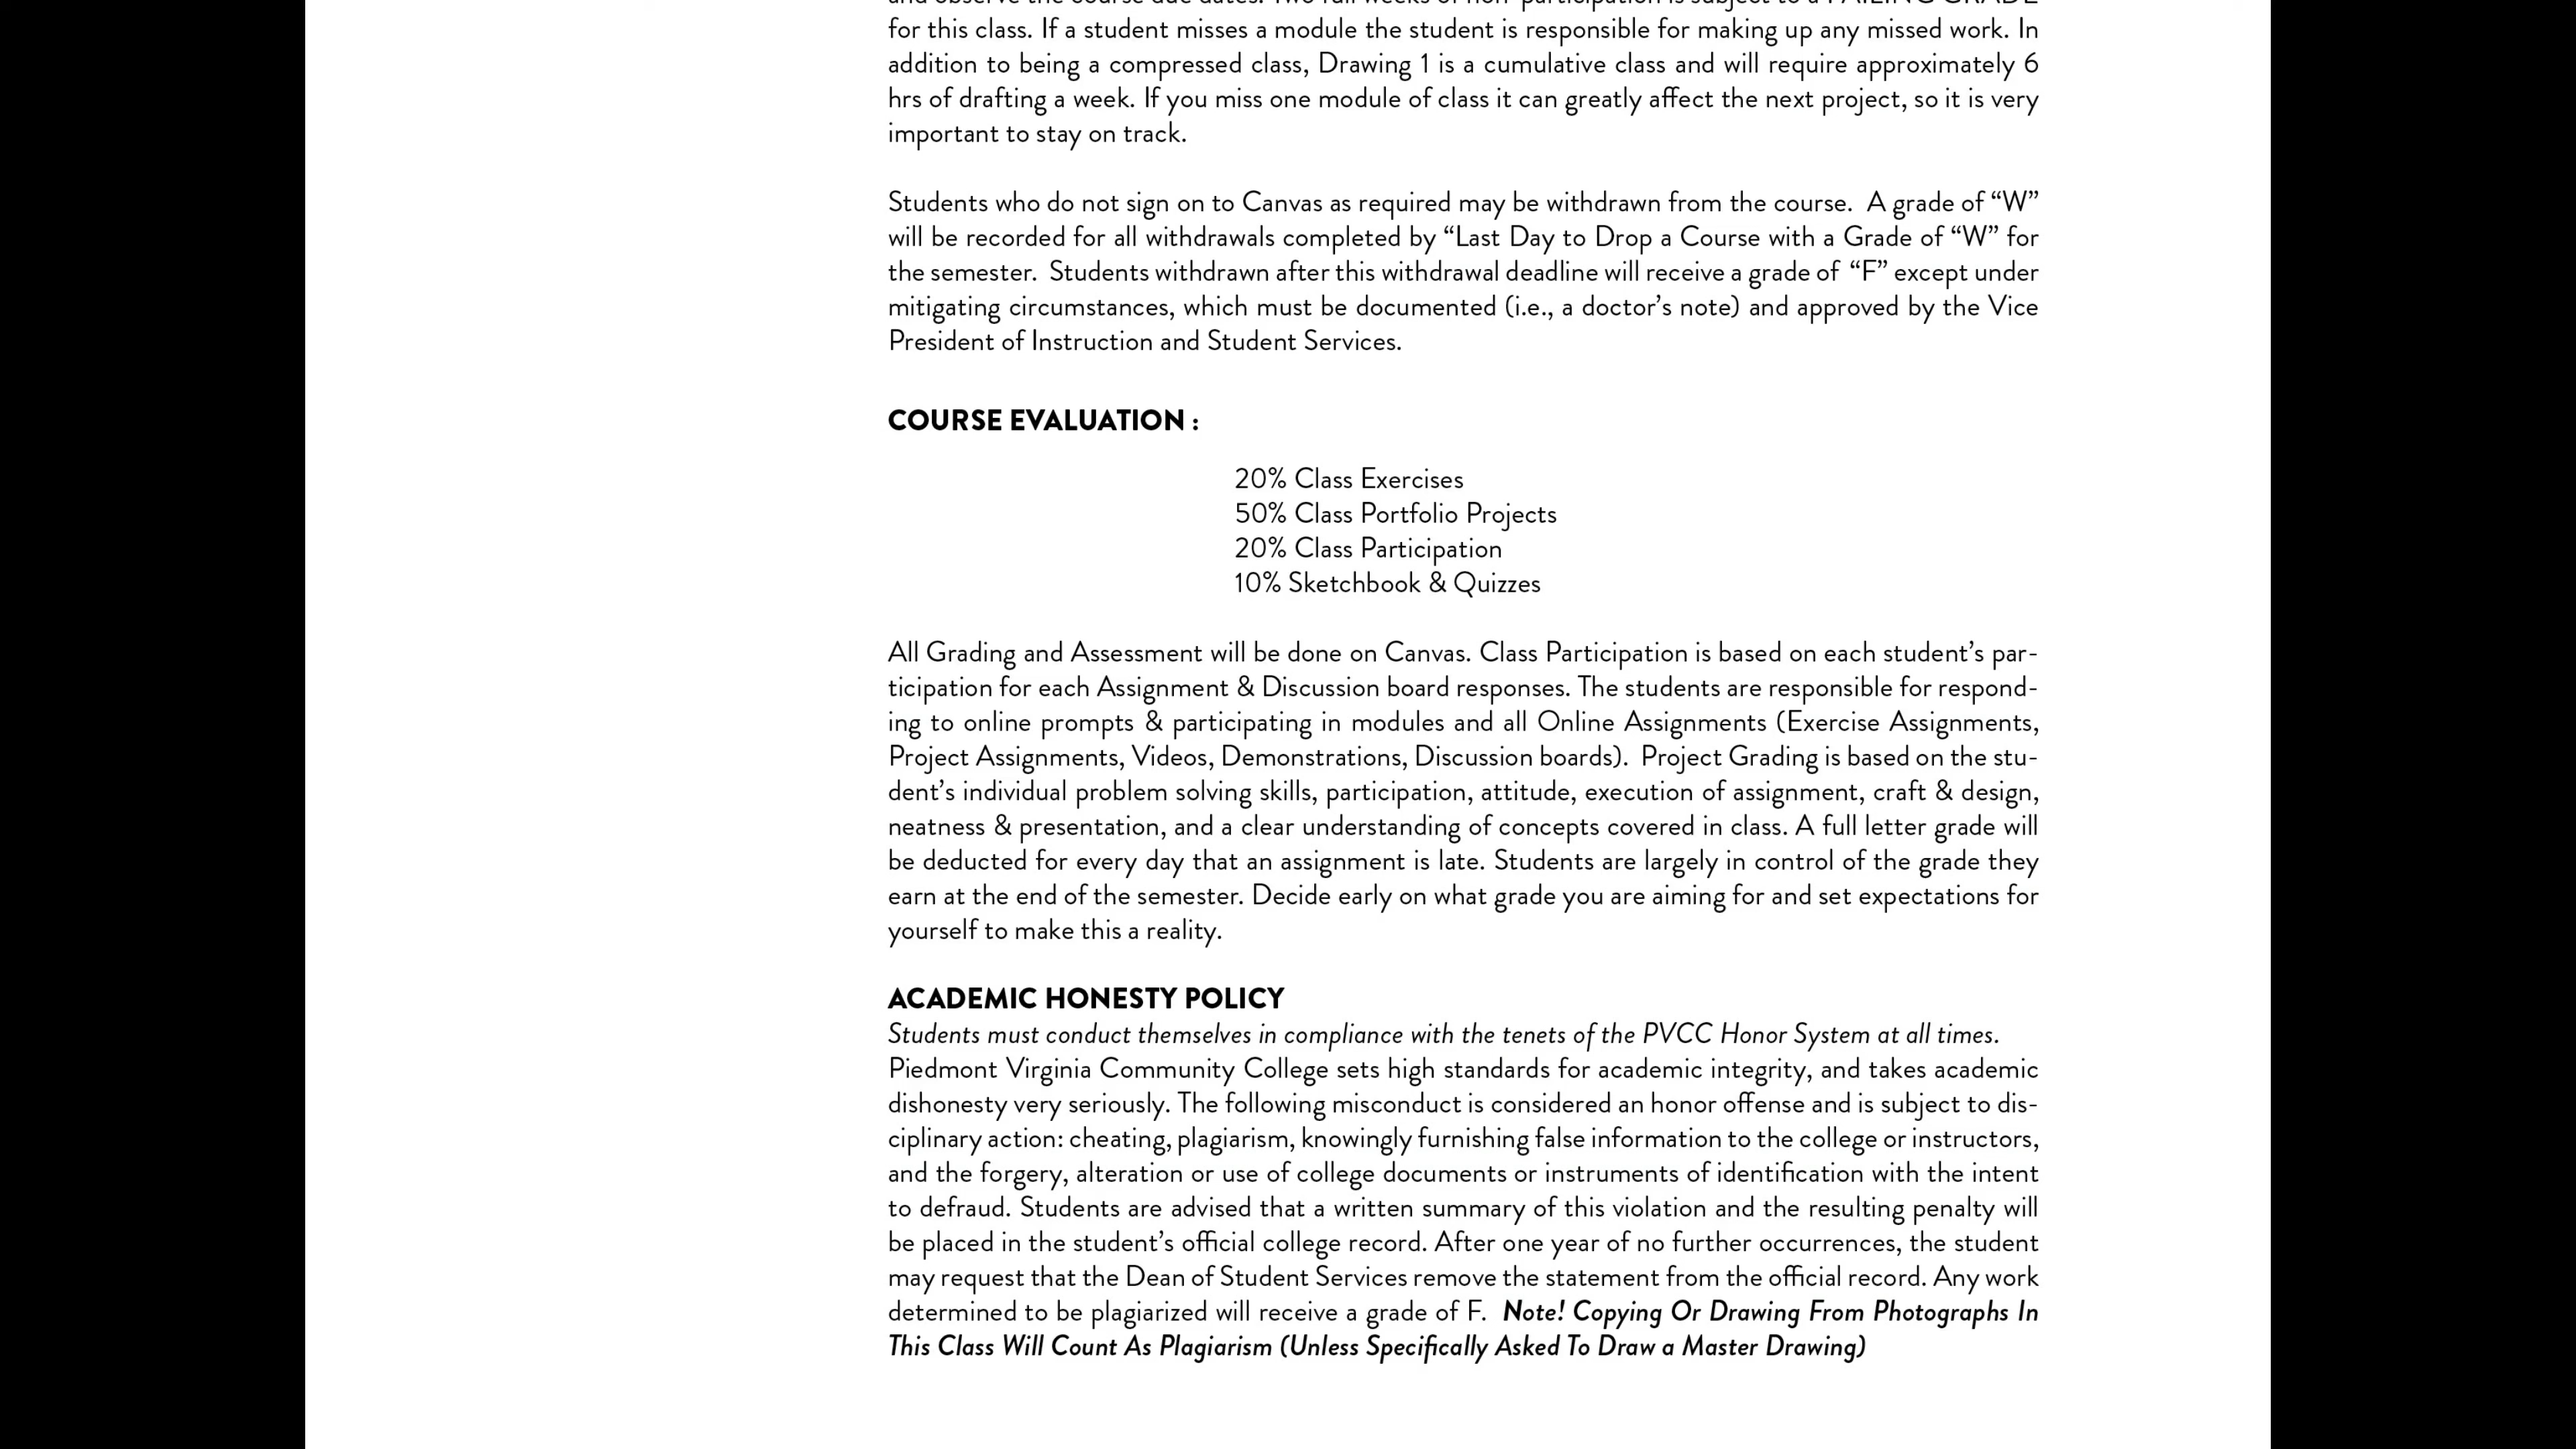 and observe the course due dates. Two full weeks of non-participation is subject to a FAILING GRADE
for this class. If a student misses a module the student is responsible for making up any missed work. In
addition to being a compressed class, Drawing 1 is a cumulative class and will require approximately 6
hrs of drafting a week. If you miss one module of class it can greatly affect the next project, so it is very
important to stay on track.
Students who do not sign on to Canvas as required may be withdrawn from the course.  A grade of “W”
will be recorded for all withdrawals completed by “Last Day to Drop a Course with a Grade of “W” for
the semester.  Students withdrawn after this withdrawal deadline will receive a grade of  “F” except under
mitigating circumstances, which must be documented (i.e., a doctor’s note) and approved by the Vice
President of Instruction and Student Services.
COURSE EVALUATION :
20% Class Exercises
50% Class Portfolio Projects
20% Class Participation
10% Sketchbook & Quizzes
All Grading and Assessment will be done on Canvas. Class Participation is based on each student’s par-
ticipation for each Assignment & Discussion board responses. The students are responsible for respond-
ing to online prompts & participating in modules and all Online Assignments (Exercise Assignments,
Project Assignments, Videos, Demonstrations, Discussion boards).  Project Grading is based on the stu-
dent’s individual problem solving skills, participation, attitude, execution of assignment, craft & design,
neatness & presentation, and a clear understanding of concepts covered in class. A full letter grade will
be deducted for every day that an assignment is late. Students are largely in control of the grade they
earn at the end of the semester. Decide early on what grade you are aiming for and set expectations for
yourself to make this a reality.
ACADEMIC HONESTY POLICY
Students must conduct themselves in compliance with the tenets of the PVCC Honor System at all times.
Piedmont Virginia Community College sets high standards for academic integrity, and takes academic
dishonesty very seriously. The following misconduct is considered an honor offense and is subject to dis-
ciplinary action: cheating, plagiarism, knowingly furnishing false information to the college or instructors,
and the forgery, alteration or use of college documents or instruments of identification with the intent
to defraud. Students are advised that a written summary of this violation and the resulting penalty will
be placed in the student’s official college record. After one year of no further occurrences, the student
may request that the Dean of Student Services remove the statement from the official record. Any work
determined to be plagiarized will receive a grade of F.  Note! Copying Or Drawing From Photographs In
This Class Will Count As Plagiarism (Unless Specifically Asked To Draw a Master Drawing)